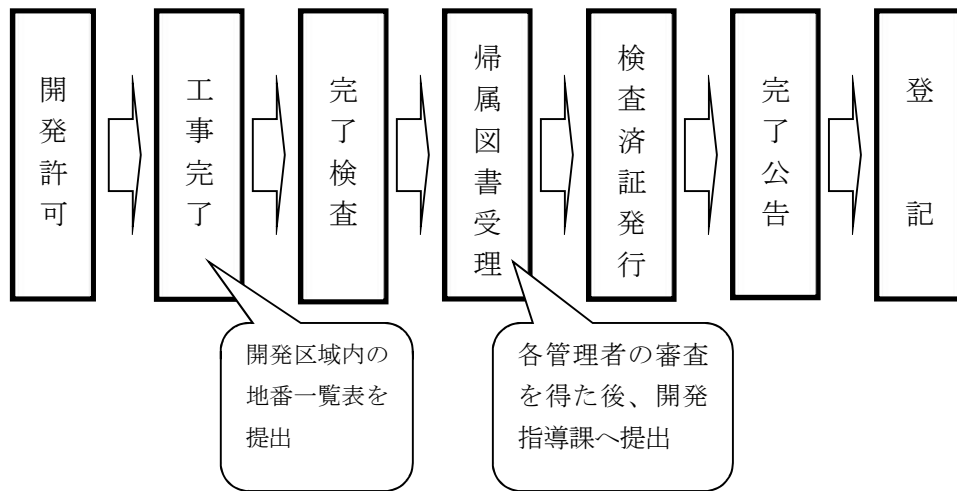 開発許可
工事完了
完了検査
帰属図書受理
検査済証発行
完了公告
登記
開発区域内の
地番一覧表を
提出
各管理者の審査
を得た後、開発
指導課へ提出